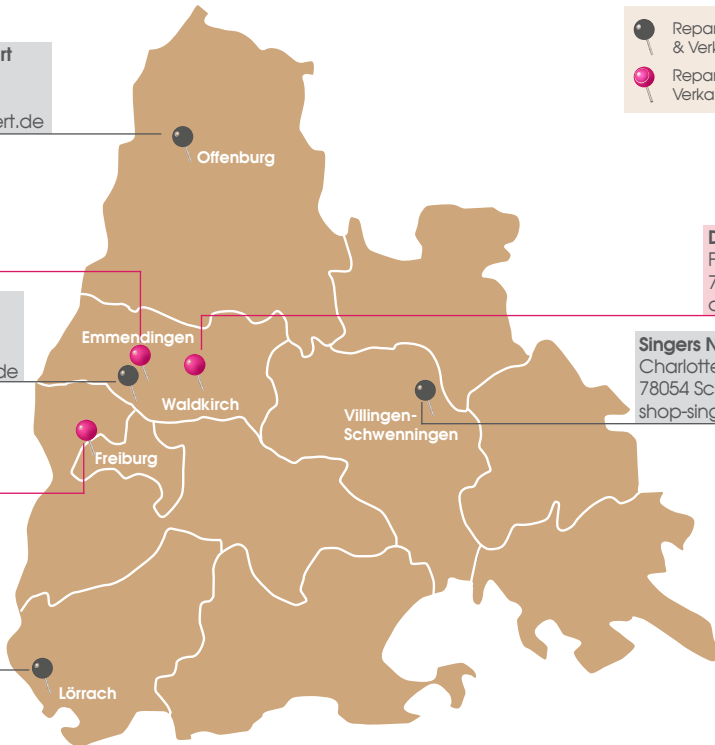 rt
ert.de
Offenburg
Emmendingen
de
Waldkirch
Villingen-
Schwenningen
Freiburg
Lörrach
Repar
& Verk
Repar
Verka
Singers N
Charlotte
78054 Sc
shop-sing